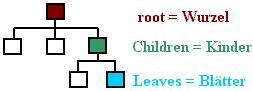 root = Wurzel
Children = Kinder
Leaves = Blätter